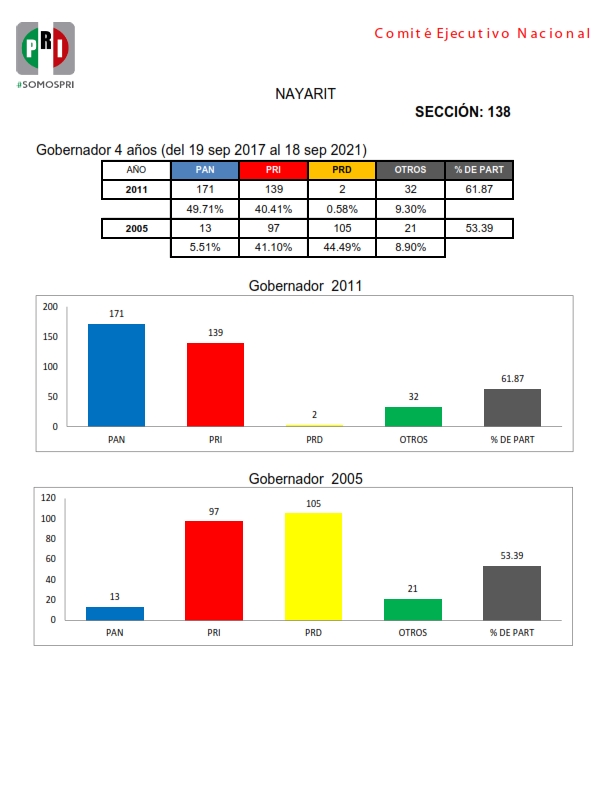 Comité Ejecutivo Nacional
PRI
#SOMOSPRI
NAYARIT
SECCIÓN: 138
Gobernador 4 años (del 19 sep 2017 al 18 sep 2021)
AÑO PAN PRI PRD OTROS % DE PART
2011 171 139 2 32 61.87
49.71% 40.41% 0.58% 9.30%
2005 13 97 105 21 53.39
5.51% 41.10% 44.49% 8.90%
Gobernador 2011
200
150
100
50
0
171
139
2
32
61.87
PAN PRI PRD OTROS % DE PART
Gobernador 2005
120
100
80
60
40
20
0
13
97
105
21
53.39
PAN PRI PRD OTROS % DE PART